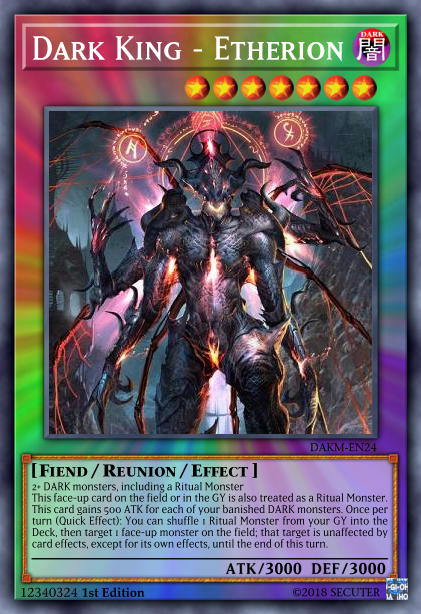 DARK KING - ETHERION
DARK
闇
DAKM-EN24
[FIEND / REUNION / EFFECT ]
2+ DARK monsters, including a Ritual Monster
This face-up card on the field or in the GY is also treated as a Ritual Monster.
This card gains 500 ATK for each of your banished DARK monsters. Once per
turn (Quick Effect): You can shuffle 1 Ritual Monster from your GY into the
Deck, then target 1 face-up monster on the field; that target is unaffected by
card effects, except for its own effects, until the end of this turn.
ATK/3000 DEF/3000
12340324 1st Edition
©2018 SECUTER